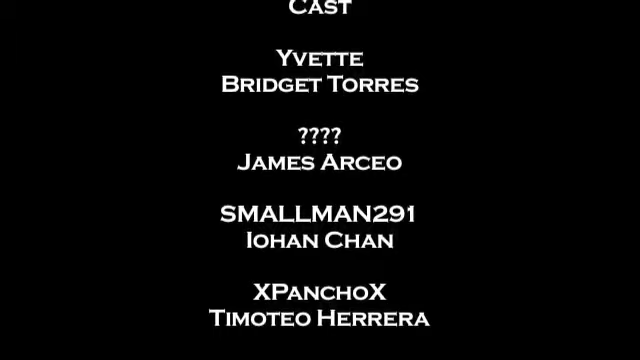 Cast
Yvette
Bridget Torres
????
James Arceo
SMALLMAN291
Iohan Chan
XPanchoX
Timoteo Herrera